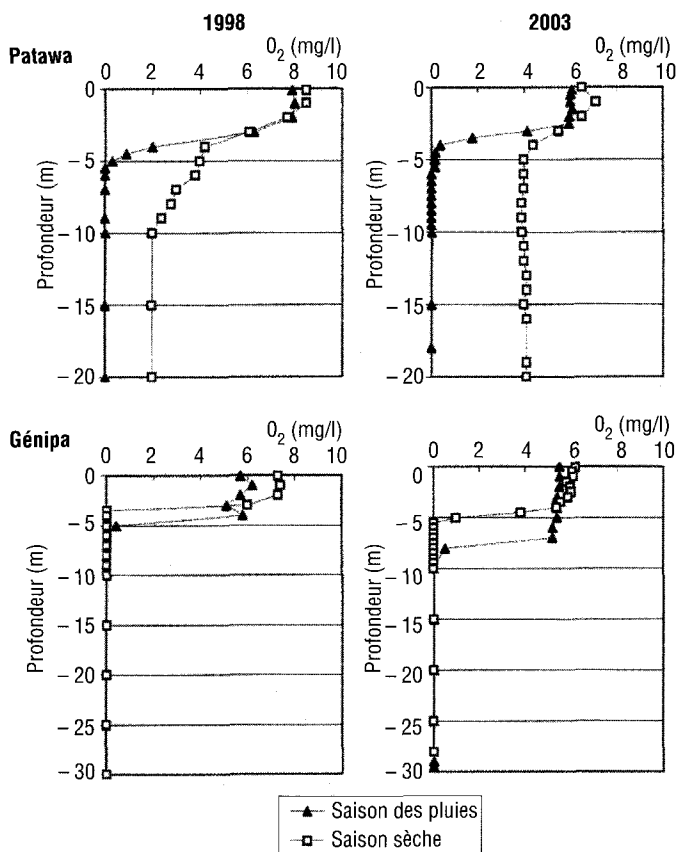 1998 2003
Patawa
O₂ (mg/l) O₂ (mg/l)
0 2 4 6 8 10 0 2 4 6 8 10
0
– 5
– 10
– 15
– 20
Profondeur (m)
0
– 5
– 10
– 15
– 20
Profondeur (m)
Génipa
O₂ (mg/l) O₂ (mg/l)
0 2 4 6 8 10 0 2 4 6 8 10
0
– 5
– 10
– 15
– 20
– 25
– 30
Profondeur (m)
0
– 5
– 10
– 15
– 20
– 25
– 30
Profondeur (m)
Saison des pluies
Saison sèche